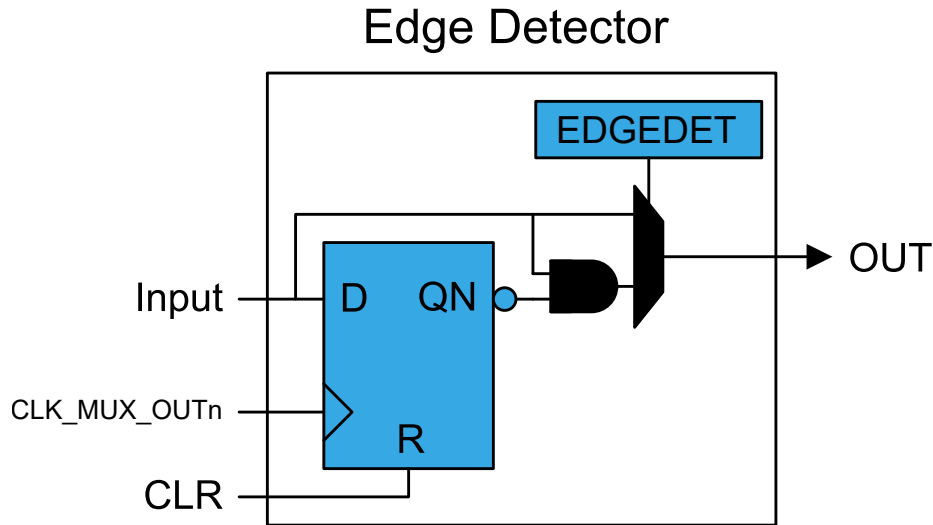 Edge Detector
EDGEDET
OUT
Input
D
QN
CLK_MUX_OUTn
R
CLR